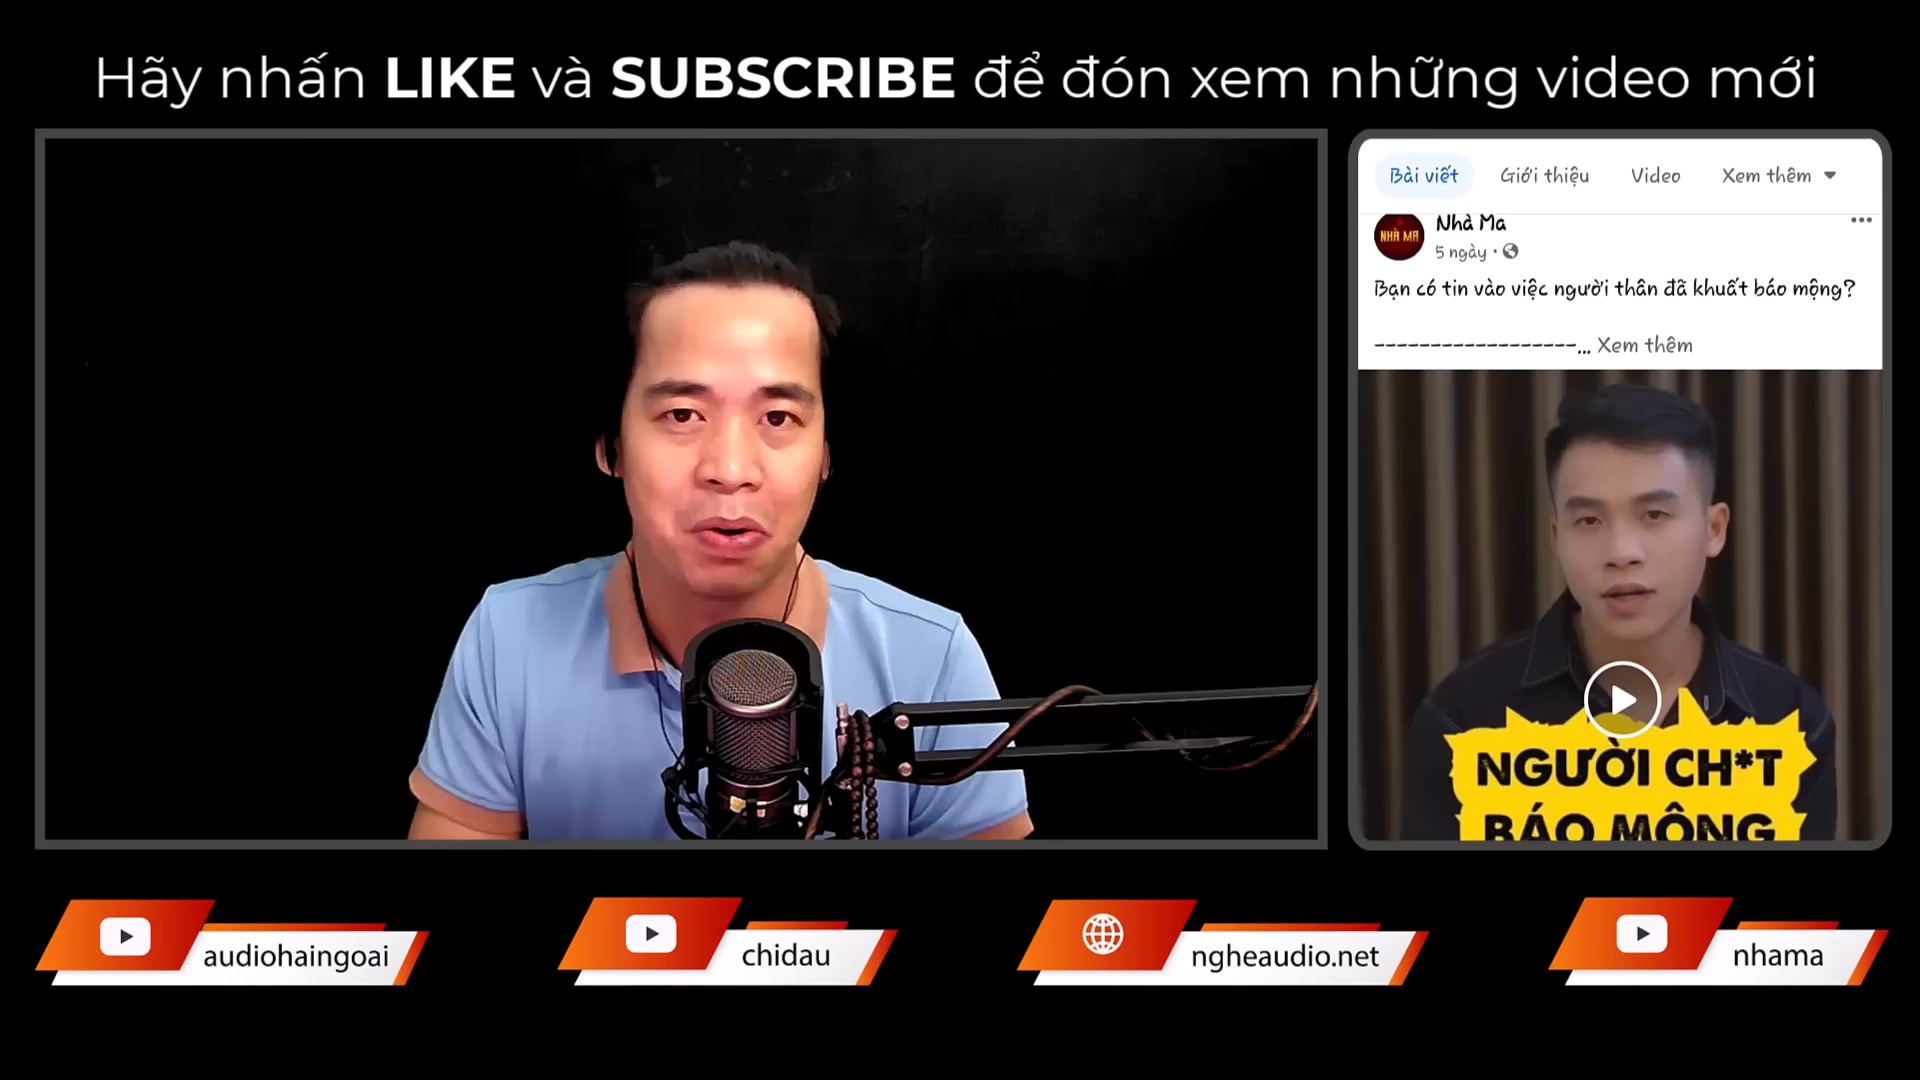 Hãy nhấn LIKE và SUBSCRIBE để đón xem những video mới
Bài viết
Giới thiệu
Video
Xem thêm
NHÀ MA
Nhà Ma
5 ngày
Bạn có tin vào việc người thân đã khuất báo mộng?
------------------... Xem thêm
NGƯỜI CH*T
BÁO MỘNG
audiohaingoai
chidau
ngheaudio.net
nhama